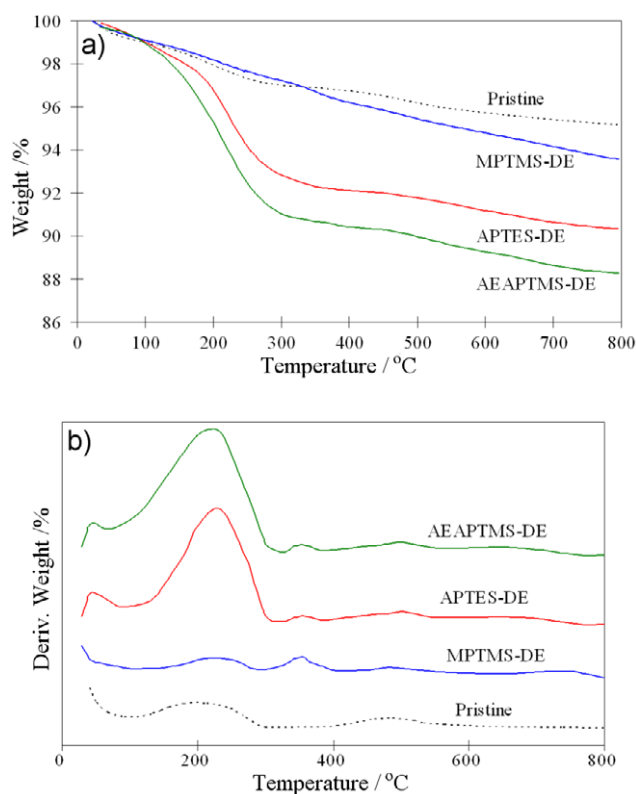 a)
100
98
96
94
92
90
88
86
Weight /%
Pristine
MPTMS-DE
APTES-DE
AEAPTMS-DE
0 100 200 300 400 500 600 700 800
Temperature / °C
b)
Deriv. Weight /%
AEAPTMS-DE
APTES-DE
MPTMS-DE
Pristine
0 200 400 600 800
Temperature / °C